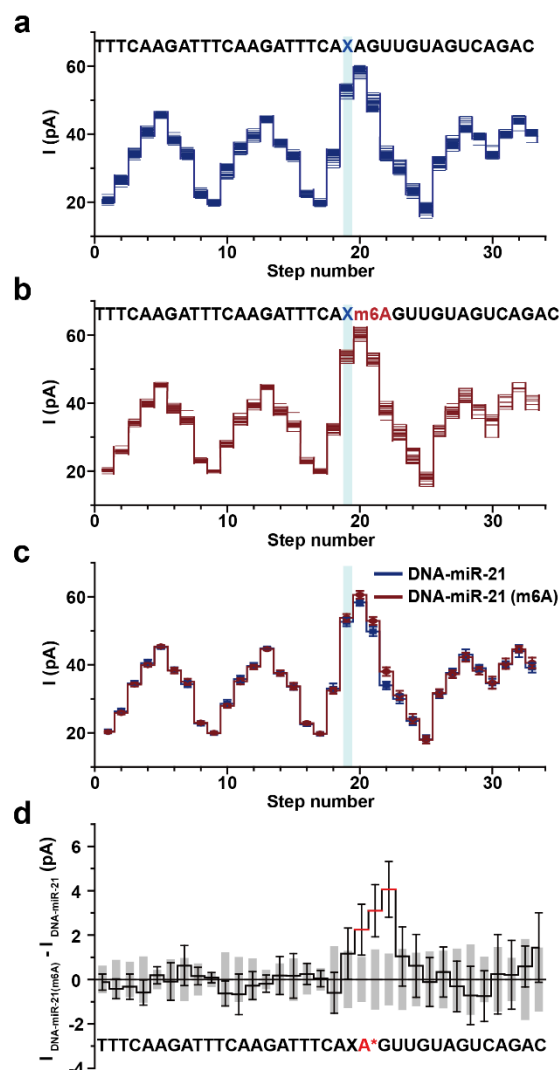 a
TTTCAAGATTTCAAGATTTCAXAGUUGUAGUCAGAC
I (pA)
60
40
20
0
10
20
30
Step number
b
TTTCAAGATTTCAAGATTTCAXm6AGUUGUAGUCAGAC
I (pA)
60
40
20
0
10
20
30
Step number
c
DNA-miR-21
DNA-miR-21 (m6A)
I (pA)
60
40
20
0
10
20
30
Step number
d
I DNA-miR-21(m6A) - I DNA-miR-21 (pA)
6
4
2
0
-2
-4
TTTCAAGATTTCAAGATTTCAXA*GUUGUAGUCAGAC